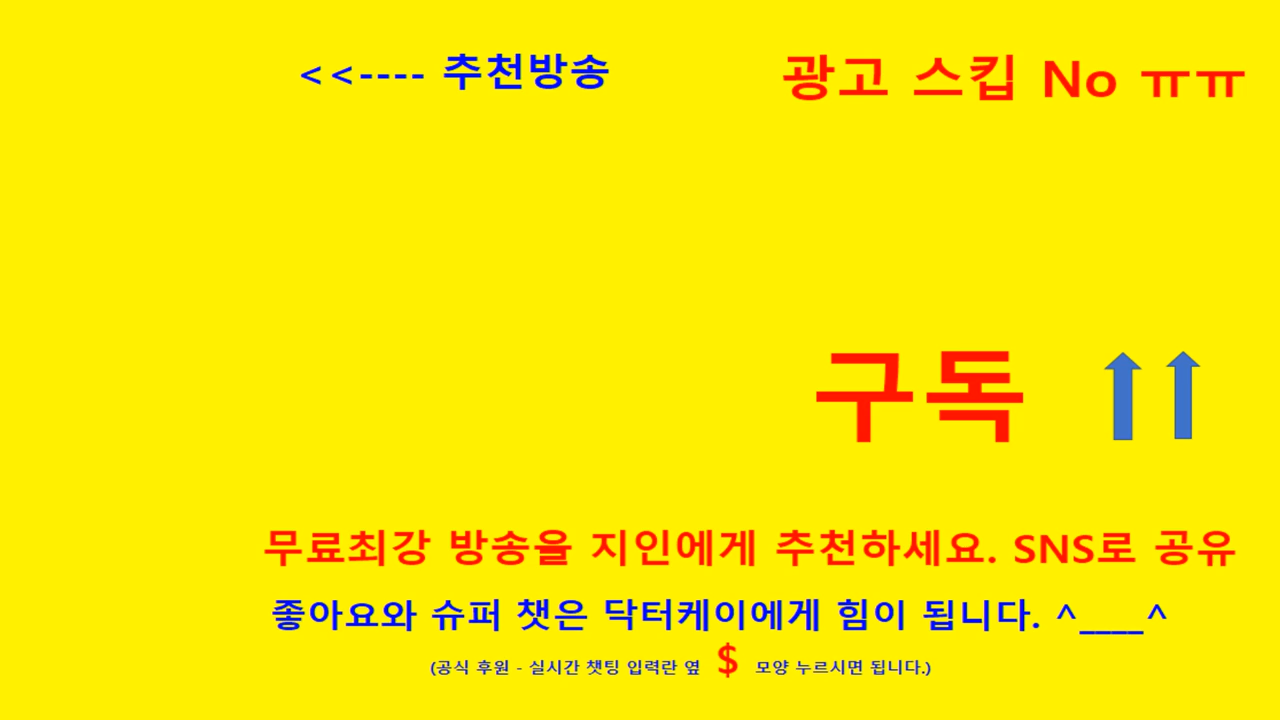 <<---- 추천방송
광고 스킵 No ㅠㅠ
구독
무료최강 방송을 지인에게 추천하세요. SNS로 공유
좋아요와 슈퍼 챗은 닥터케이에게 힘이 됩니다. ^____^
(공식 후원 - 실시간 챗팅 입력란 옆 $ 모양 누르시면 됩니다.)